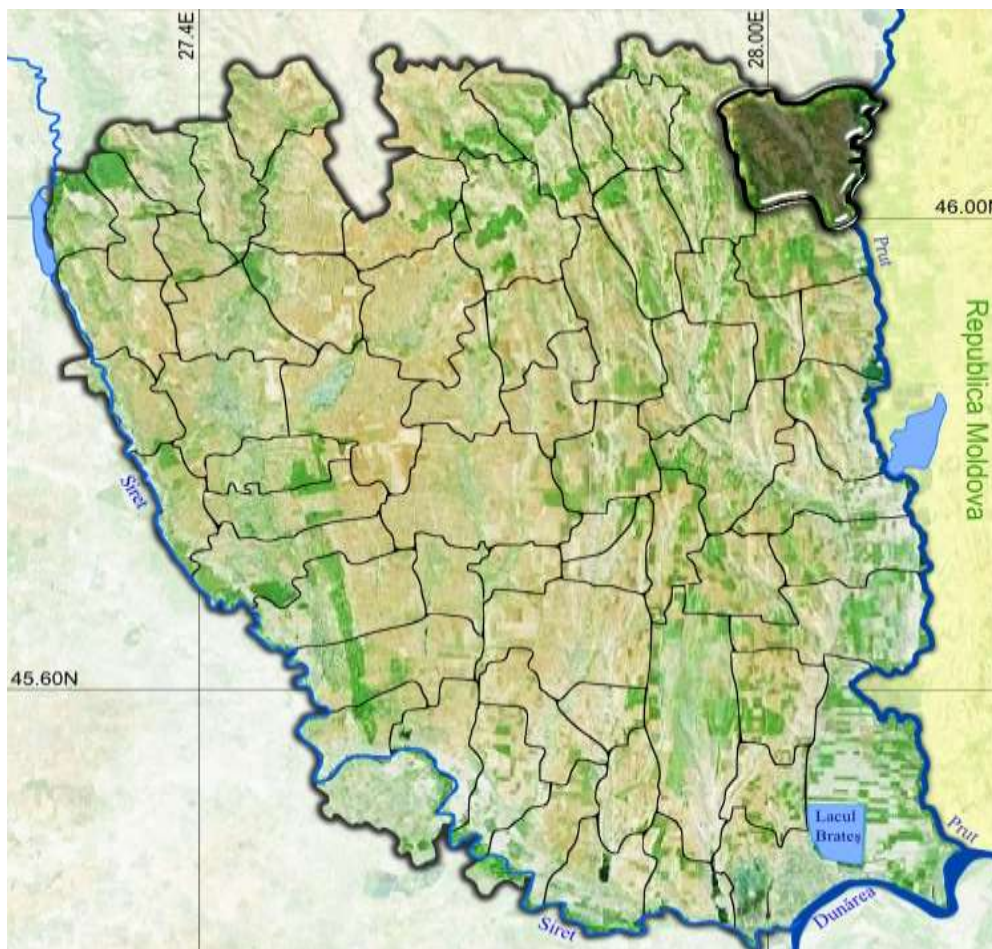 27.4E
28.00E
46.00N
Prut
Republica Moldova
Siret
45.60N
Lacul
Brateș
Prut
Dunărea
Siret